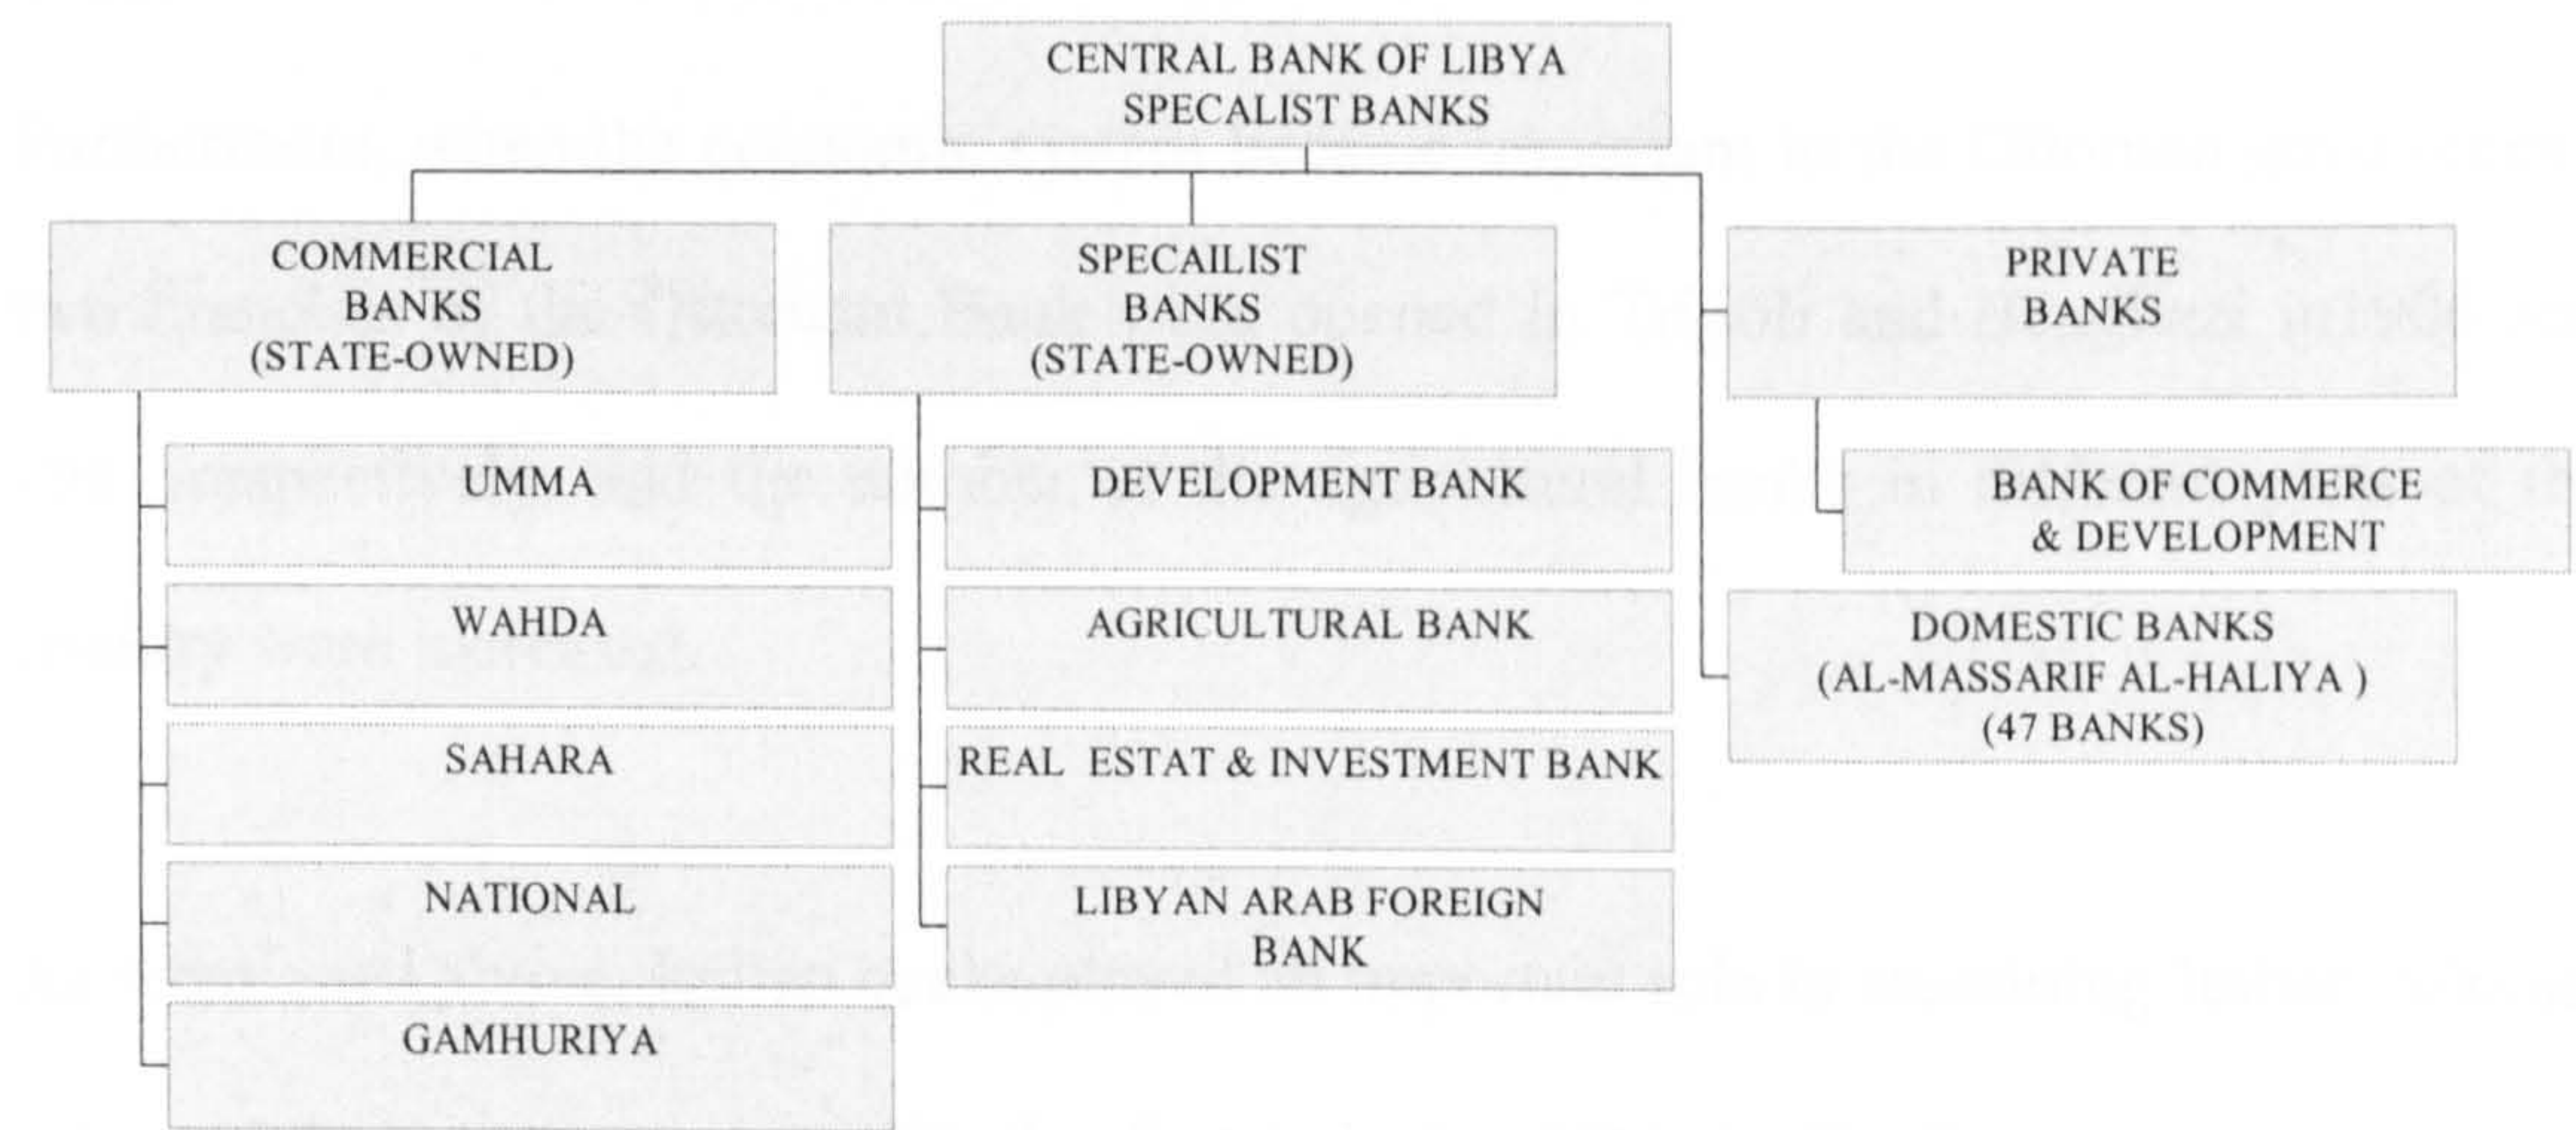 CENTRAL BANK OF LIBYA
SPECALIST BANKS
COMMERCIAL
BANKS
(STATE-OWNED)
UMMA
WAHDA
SAHARA
NATIONAL
GAMHURIYA
SPECAILIST
BANKS
(STATE-OWNED)
DEVELOPMENT BANK
AGRICULTURAL BANK
REAL ESTAT & INVESTMENT BANK
LIBYAN ARAB FOREIGN
BANK
PRIVATE
BANKS
BANK OF COMMERCE
& DEVELOPMENT
DOMESTIC BANKS
(AL-MASSARIF AL-HALIYA )
(47 BANKS)